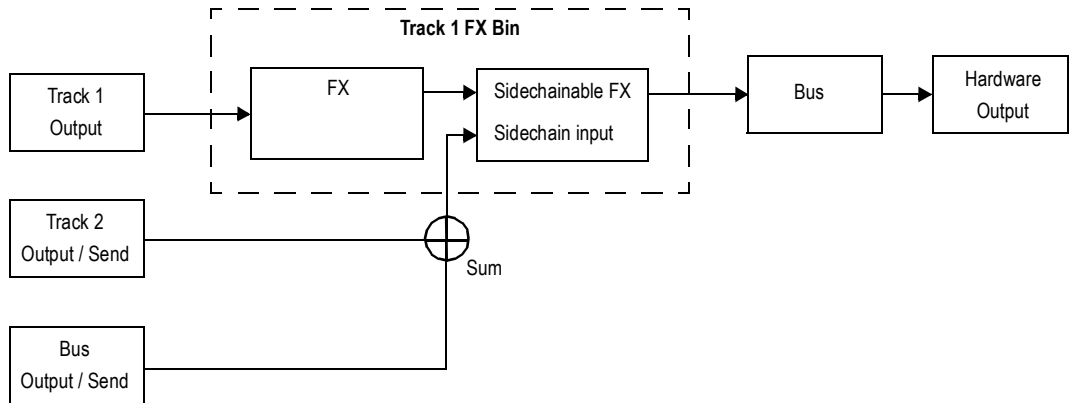 Track 1 FX Bin
Track 1
Output
FX
Sidechainable FX
Sidechain input
Bus
Hardware
Output
Track 2
Output / Send
Sum
Bus
Output / Send